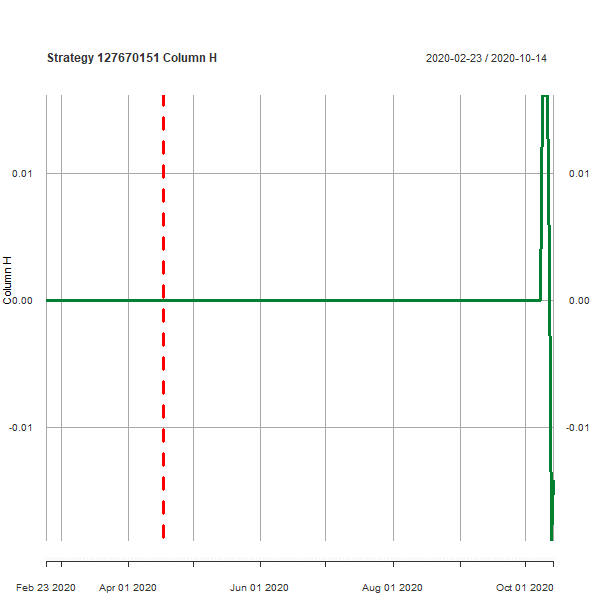 Strategy 127670151 Column H
2020-02-23 / 2020-10-14
0.01
0.01
Column H
0.00
0.00
-0.01
-0.01
Feb 23 2020
Apr 01 2020
Jun 01 2020
Aug 01 2020
Oct 01 2020